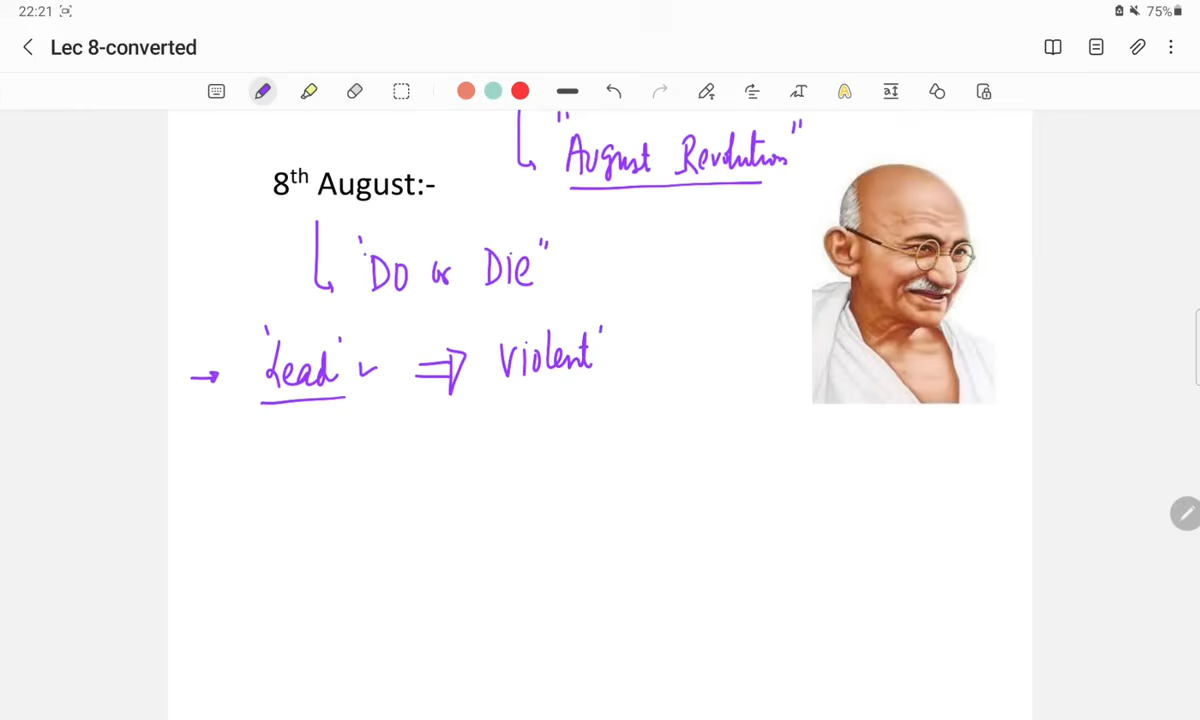 22:21 75%
Lec 8-converted
"August Revolution"
8th August:-
'Do or Die"
→ 'Lead' ✓ ⇒ Violent'